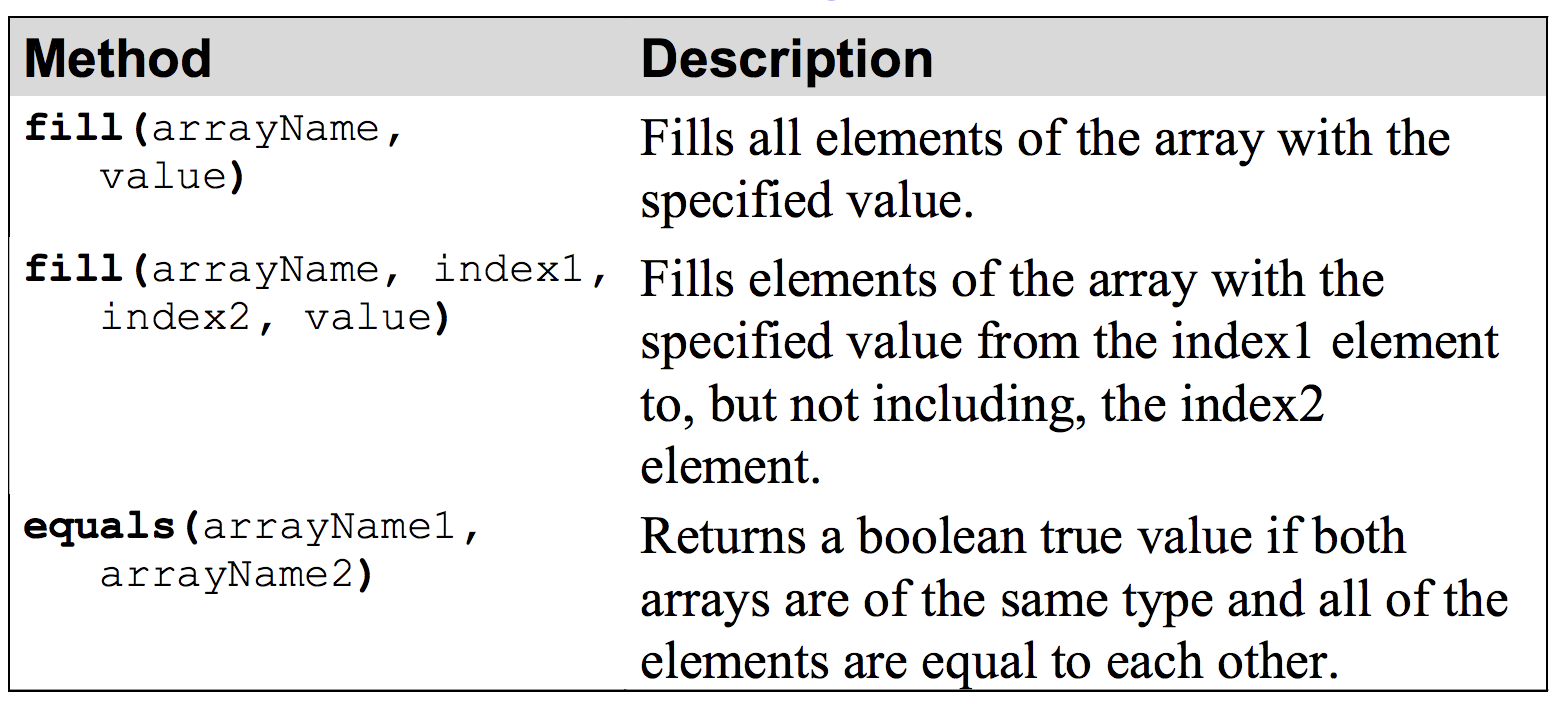 Method Description
fill(arrayName,
value)
Fills all elements of the array with the
specified value.
fill(arrayName, index1,
index2, value)
Fills elements of the array with the
specified value from the index1 element
to, but not including, the index2
element.
equals(arrayName1,
arrayName2)
Returns a boolean true value if both
arrays are of the same type and all of the
elements are equal to each other.